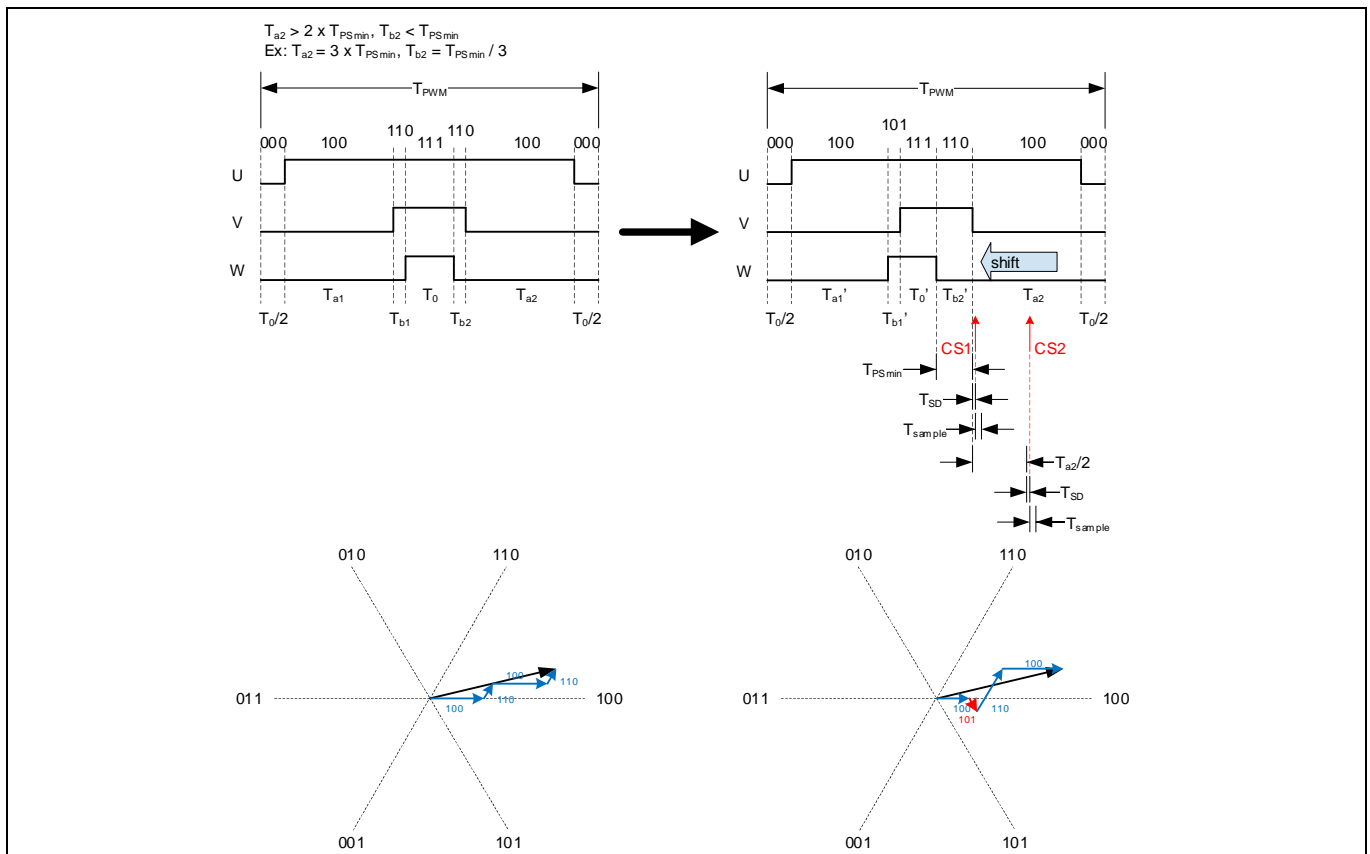 Ta2 > 2 x TPSmin, Tb2 < TPSmin
Ex: Ta2 = 3 x TPSmin, Tb2 = TPSmin / 3
TPWM
000 100 110 111 110 100 000
U
V
W
Ta1 T0 Ta2
T0/2 Tb1 Tb2 T0/2
TPWM
101
000 100 111 110 100 000
U
V
W
shift
Ta1' T0' Tb2' Ta2
T0/2 Tb1' T0/2
CS1 CS2
TPSmin
TSD
Tsample
Ta2/2
TSD
Tsample
010 110
100
110
011 100 110 100
001 101
010 110
100
011 100 110 100
101
001 101